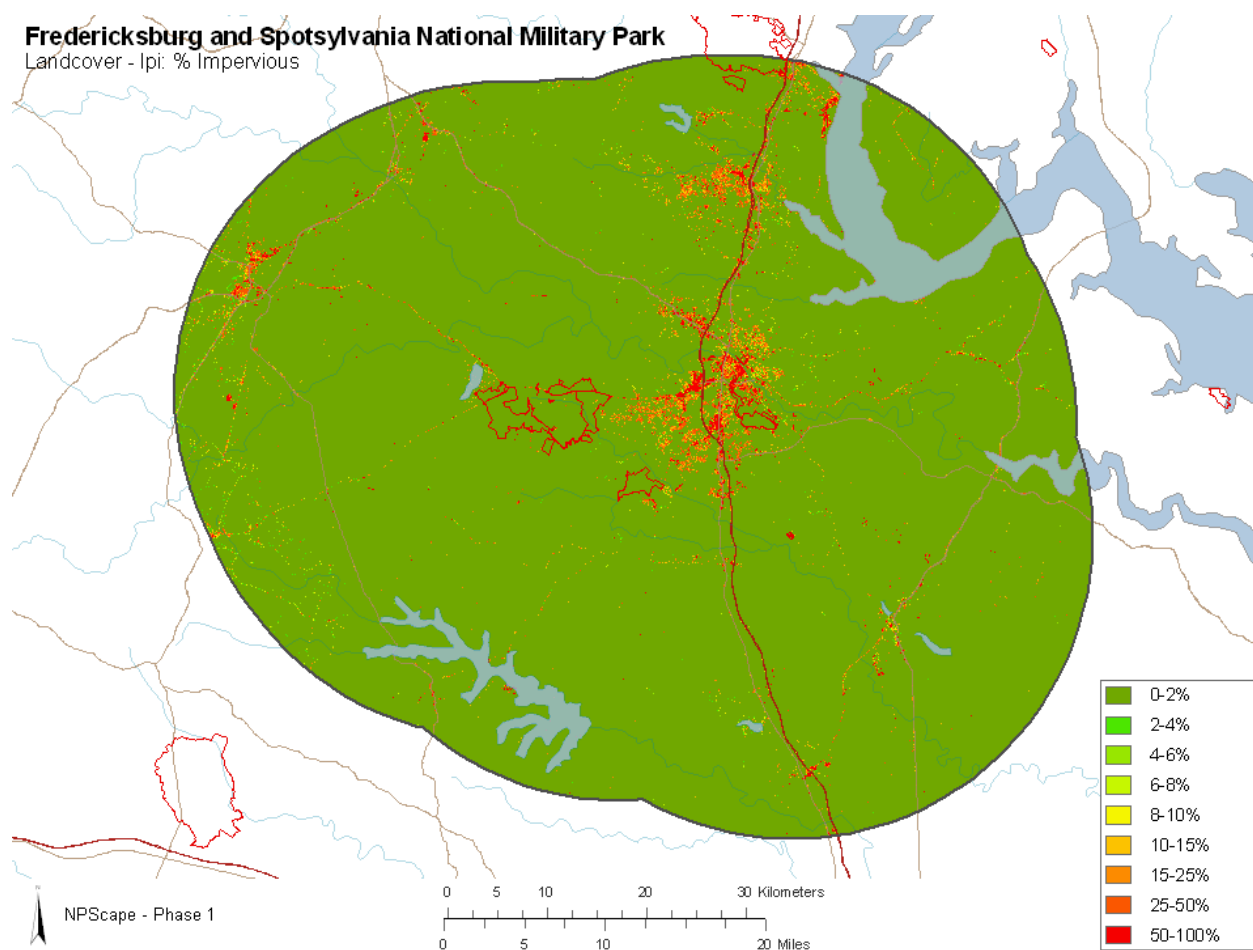 Fredericksburg and Spotsylvania National Military Park
Landcover - Ipi: % Impervious
0-2%
2-4%
4-6%
6-8%
8-10%
10-15%
15-25%
25-50%
50-100%
N
NPScape - Phase 1
0 5 10 20 30 Kilometers
0 5 10 20 Miles